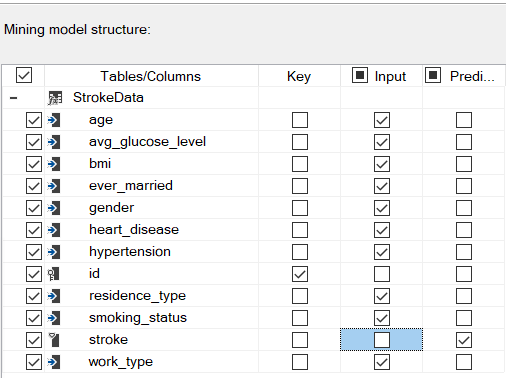 Mining model structure:
Tables/Columns Key Input Predi...
StrokeData
age
avg_glucose_level
bmi
ever_married
gender
heart_disease
hypertension
id
residence_type
smoking_status
stroke
work_type